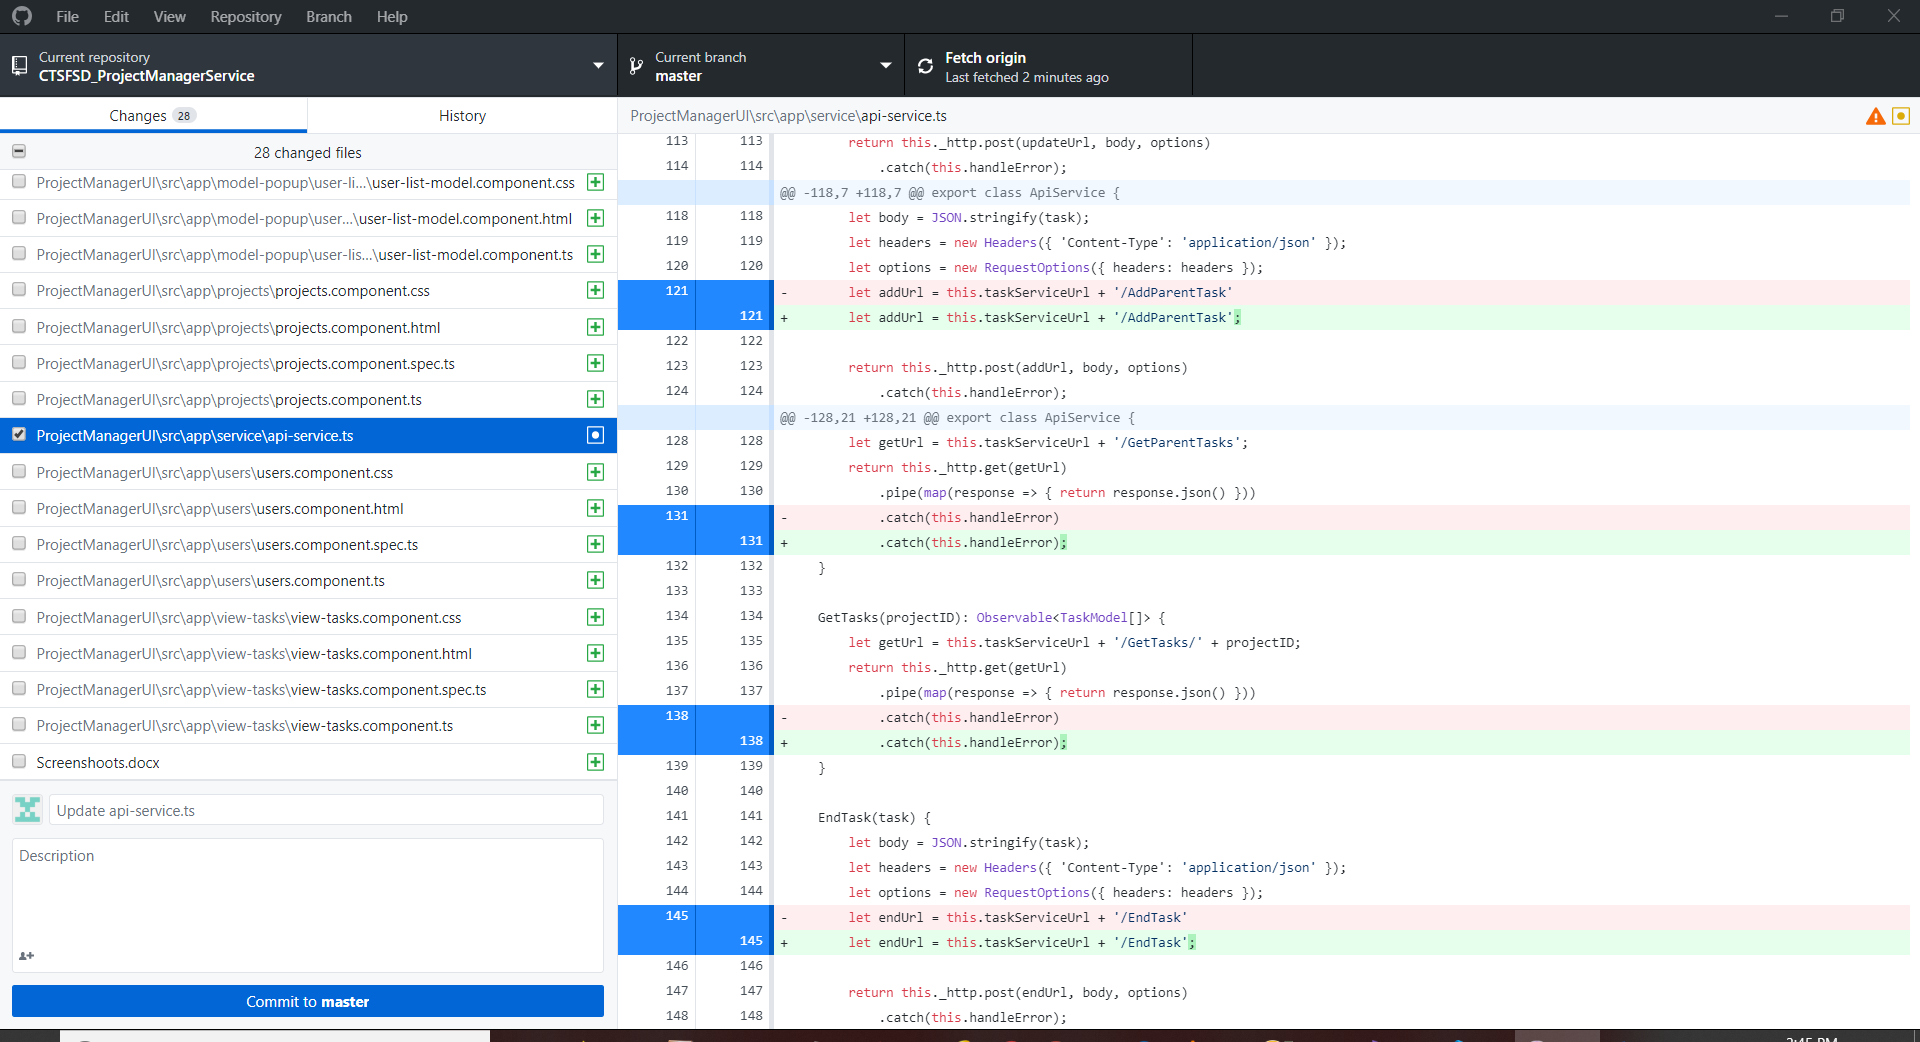 File Edit View Repository Branch Help
Current repository
CTSFSD_ProjectManagerService
Current branch
master
Fetch origin
Last fetched 2 minutes ago
Changes 28
History
28 changed files
ProjectManagerUI\src\app\model-popup\user-li...\user-list-model.component.css
ProjectManagerUI\src\app\model-popup\user...\user-list-model.component.html
ProjectManagerUI\src\app\model-popup\user-lis...\user-list-model.component.ts
ProjectManagerUI\src\app\projects\projects.component.css
ProjectManagerUI\src\app\projects\projects.component.html
ProjectManagerUI\src\app\projects\projects.component.spec.ts
ProjectManagerUI\src\app\projects\projects.component.ts
ProjectManagerUI\src\app\service\api-service.ts
ProjectManagerUI\src\app\users\users.component.css
ProjectManagerUI\src\app\users\users.component.html
ProjectManagerUI\src\app\users\users.component.spec.ts
ProjectManagerUI\src\app\users\users.component.ts
ProjectManagerUI\src\app\view-tasks\view-tasks.component.css
ProjectManagerUI\src\app\view-tasks\view-tasks.component.html
ProjectManagerUI\src\app\view-tasks\view-tasks.component.spec.ts
ProjectManagerUI\src\app\view-tasks\view-tasks.component.ts
Screenshoots.docx
Update api-service.ts
Description
Commit to master
ProjectManagerUI\src\app\service\api-service.ts
113 113 return this._http.post(updateUrl, body, options)
114 114 .catch(this.handleError);
@@ -118,7 +118,7 @@ export class ApiService {
118 118 let body = JSON.stringify(task);
119 119 let headers = new Headers({ 'Content-Type': 'application/json' });
120 120 let options = new RequestOptions({ headers: headers });
121 - let addUrl = this.taskServiceUrl + '/AddParentTask'
121 + let addUrl = this.taskServiceUrl + '/AddParentTask';
122 122
123 123 return this._http.post(addUrl, body, options)
124 124 .catch(this.handleError);
@@ -128,21 +128,21 @@ export class ApiService {
128 128 let getUrl = this.taskServiceUrl + '/GetParentTasks';
129 129 return this._http.get(getUrl)
130 130 .pipe(map(response => { return response.json() }))
131 - .catch(this.handleError)
131 + .catch(this.handleError);
132 132 }
133 133
134 134 GetTasks(projectID): Observable<TaskModel[]> {
135 135 let getUrl = this.taskServiceUrl + '/GetTasks/' + projectID;
136 136 return this._http.get(getUrl)
137 137 .pipe(map(response => { return response.json() }))
138 - .catch(this.handleError)
138 + .catch(this.handleError);
139 139 }
140 140
141 141 EndTask(task) {
142 142 let body = JSON.stringify(task);
143 143 let headers = new Headers({ 'Content-Type': 'application/json' });
144 144 let options = new RequestOptions({ headers: headers });
145 - let endUrl = this.taskServiceUrl + '/EndTask'
145 + let endUrl = this.taskServiceUrl + '/EndTask';
146 146
147 147 return this._http.post(endUrl, body, options)
148 148 .catch(this.handleError);